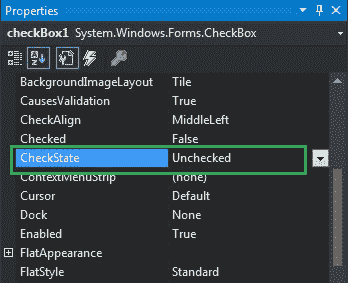 Properties
checkBox1 System.Windows.Forms.CheckBox
BackgroundImageLayout Tile
CausesValidation True
CheckAlign MiddleLeft
Checked False
CheckState Unchecked
ContextMenuStrip (none)
Cursor Default
Dock None
Enabled True
FlatAppearance
FlatStyle Standard